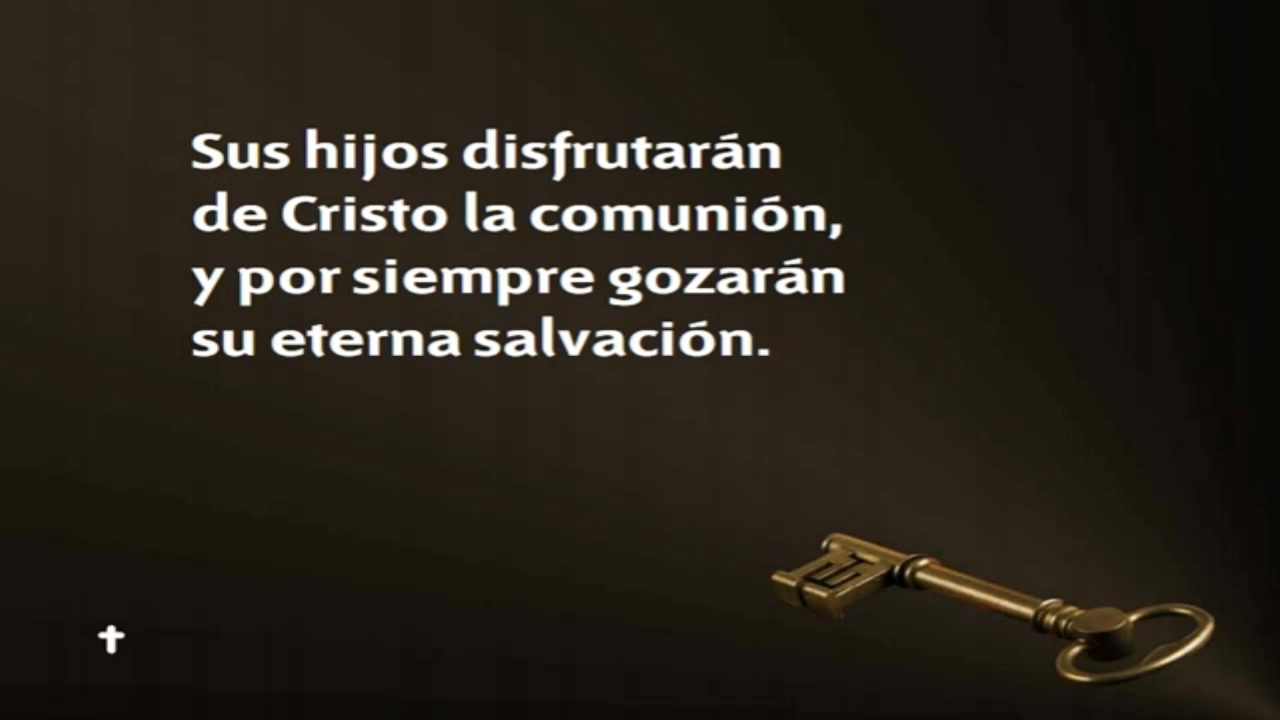 Sus hijos disfrutarán
de Cristo la comunión,
y por siempre gozarán
su eterna salvación.